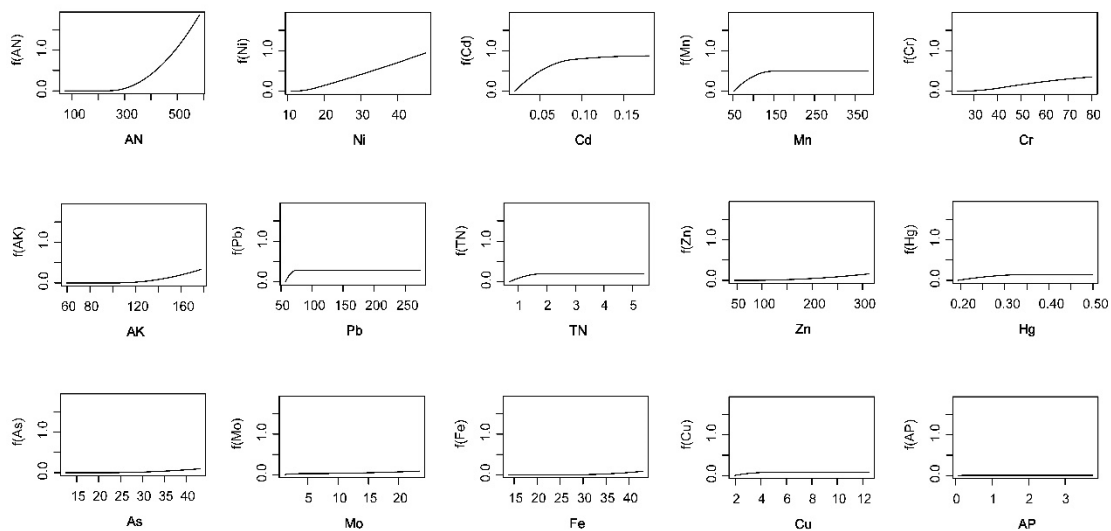 f(AN) 0.0 1.0
100 300 500
AN
f(Ni) 0.0 1.0
10 20 30 40
Ni
f(Cd) 0.0 1.0
0.05 0.10 0.15
Cd
f(Mn) 0.0 1.0
50 150 250 350
Mn
f(Cr) 0.0 1.0
30 40 50 60 70 80
Cr
f(AK) 0.0 1.0
60 80 120 160
AK
f(Pb) 0.0 1.0
50 100 150 200 250
Pb
f(TN) 0.0 1.0
1 2 3 4 5
TN
f(Zn) 0.0 1.0
50 100 200 300
Zn
f(Hg) 0.0 1.0
0.20 0.30 0.40 0.50
Hg
f(As) 0.0 1.0
15 20 25 30 35 40
As
f(Mo) 0.0 1.0
5 10 15 20
Mo
f(Fe) 0.0 1.0
15 20 25 30 35 40
Fe
f(Cu) 0.0 1.0
2 4 6 8 10 12
Cu
f(AP) 0.0 1.0
0 1 2 3
AP